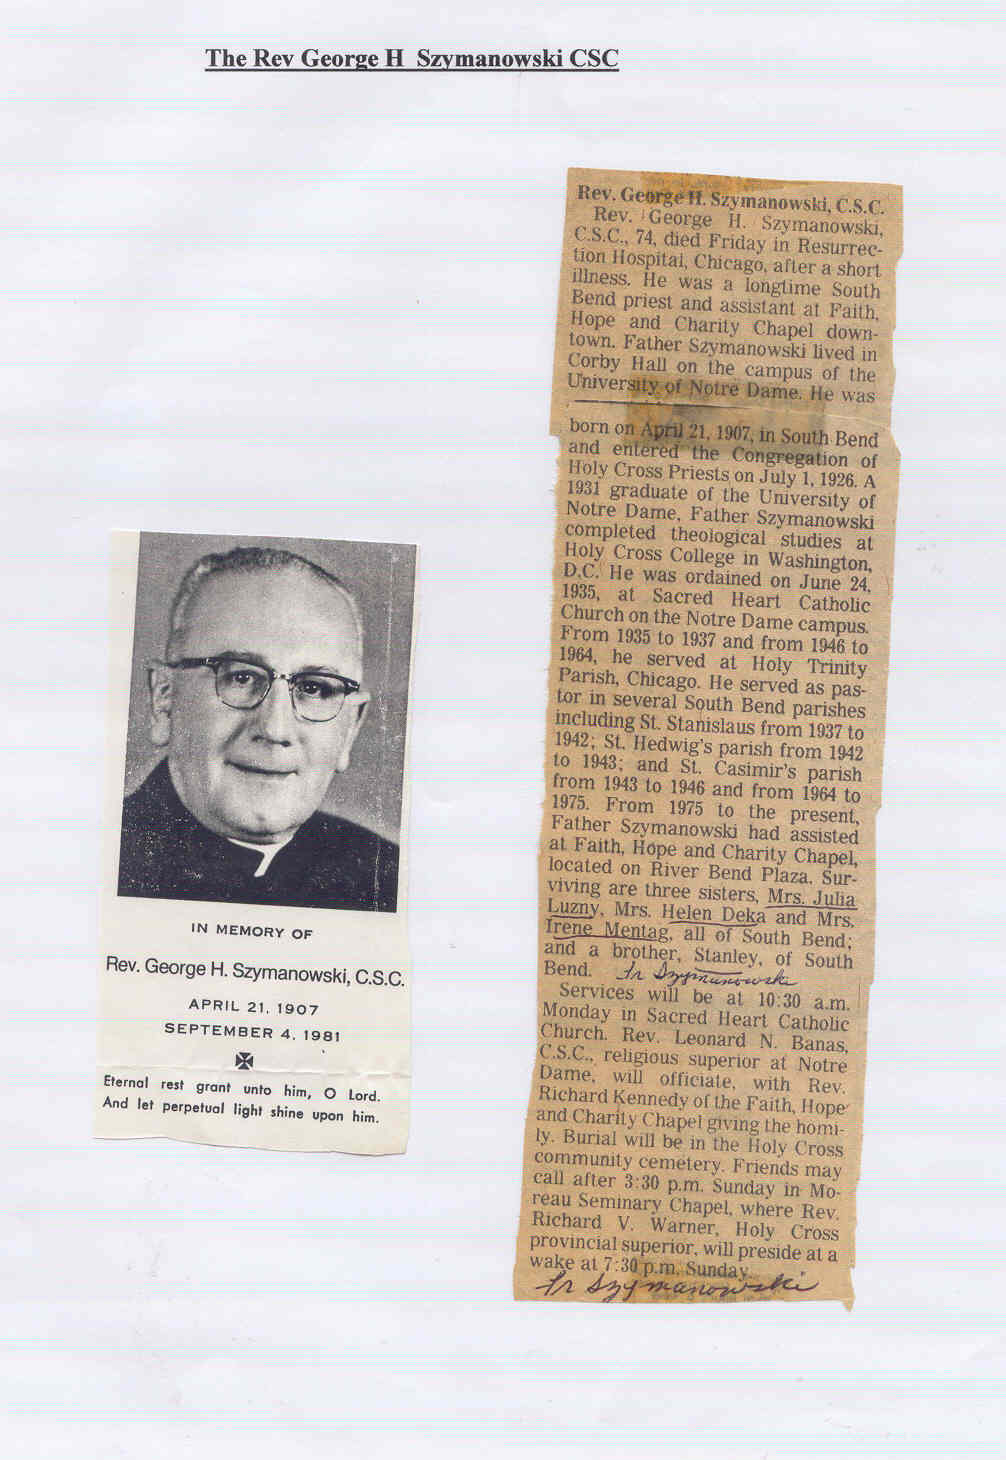 The Rev George H Szymanowski CSC
Rev. George H. Szymanowski, C.S.C.
Rev. George H. Szymanowski,
C.S.C., 74, died Friday in Resurrec-
tion Hospital, Chicago, after a short
illness. He was a longtime South
Bend priest and assistant at Faith,
Hope and Charity Chapel down-
town. Father Szymanowski lived in
Corby Hall on the campus of the
University of Notre Dame. He was
born on April 21, 1907, in South Bend
and entered the Congregation of
Holy Cross Priests on July 1, 1926. A
1931 graduate of the University of
Notre Dame, Father Szymanowski
completed theological studies at
Holy Cross College in Washington,
D.C. He was ordained on June 24,
1935, at Sacred Heart Catholic
Church on the Notre Dame campus.
From 1935 to 1937 and from 1946 to
1964, he served at Holy Trinity
Parish, Chicago. He served as pas-
tor in several South Bend parishes
including St. Stanislaus from 1937 to
1942; St. Hedwig's parish from 1942
to 1943; and St. Casimir's parish
from 1943 to 1946 and from 1964 to
1975. From 1975 to the present,
Father Szymanowski had assisted
at Faith, Hope and Charity Chapel,
located on River Bend Plaza. Sur-
viving are three sisters, Mrs. Julia
Luzny, Mrs. Helen Deka and Mrs.
Irene Mentag, all of South Bend;
and a brother, Stanley, of South
Bend. Fr Szymanowski
Services will be at 10:30 a.m.
Monday in Sacred Heart Catholic
Church. Rev. Leonard N. Banas,
C.S.C., religious superior at Notre
Dame, will officiate, with Rev.
Richard Kennedy of the Faith, Hope
and Charity Chapel giving the homi-
ly. Burial will be in the Holy Cross
community cemetery. Friends may
call after 3:30 p.m. Sunday in Mo-
reau Seminary Chapel, where Rev.
Richard V. Warner, Holy Cross
provincial superior, will preside at a
wake at 7:30 p.m. Sunday.
Fr Szymanowski
IN MEMORY OF
Rev. George H. Szymanowski, C.S.C.
APRIL 21, 1907
SEPTEMBER 4, 1981
Eternal rest grant unto him, O Lord.
And let perpetual light shine upon him.